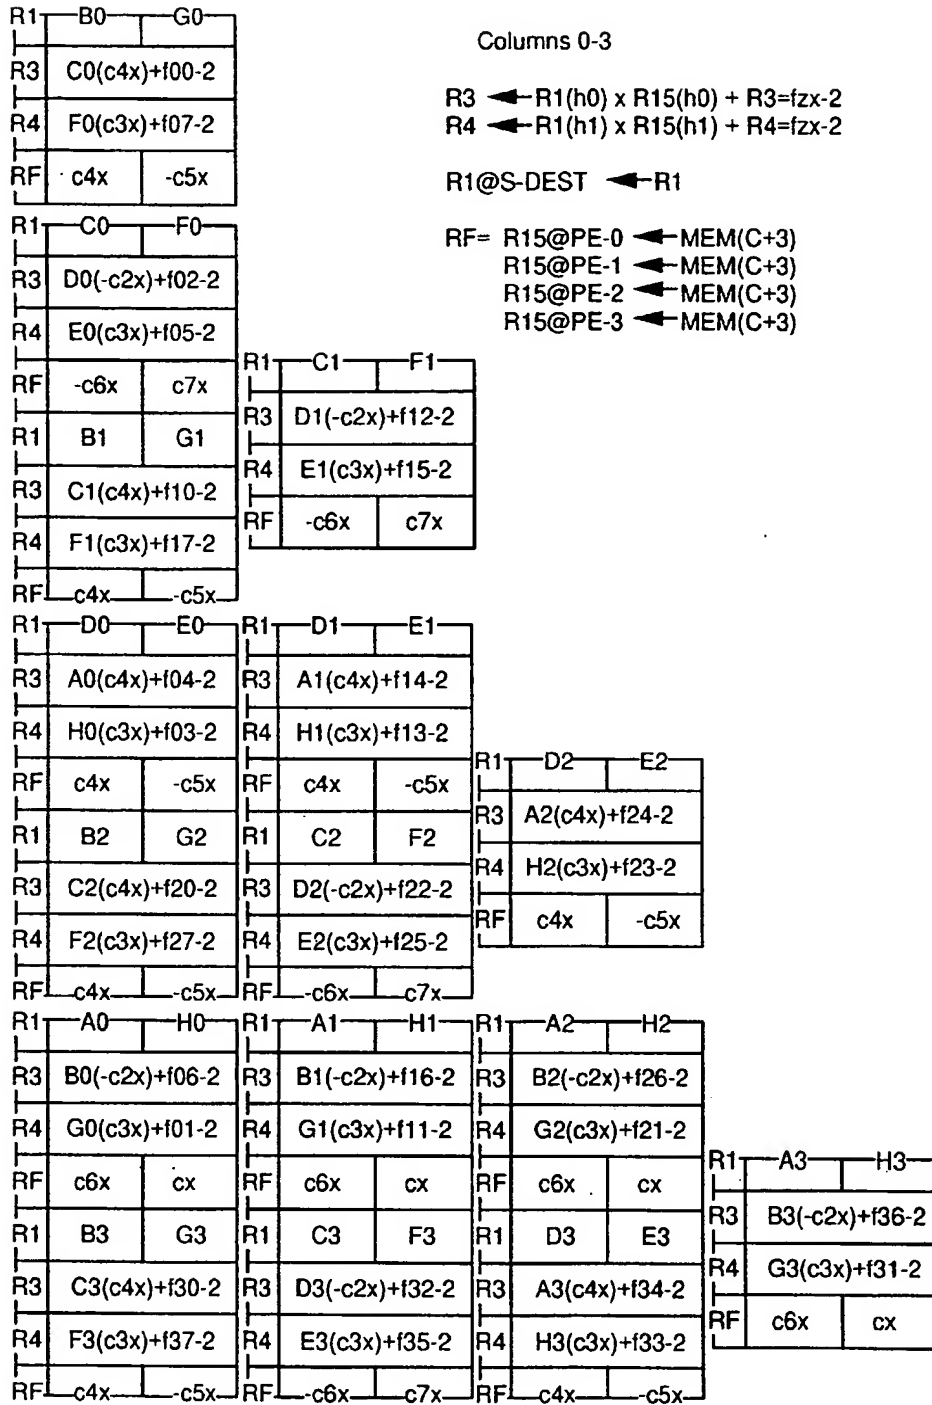 Columns 0-3
R3 ← R1(h0) x R15(h0) + R3=fzx-2
R4 ← R1(h1) x R15(h1) + R4=fzx-2
R1@S-DEST ← R1
RF= R15@PE-0 ← MEM(C+3)
R15@PE-1 ← MEM(C+3)
R15@PE-2 ← MEM(C+3)
R15@PE-3 ← MEM(C+3)
R1 B0 G0
R3 C0(c4x)+f00-2
R4 F0(c3x)+f07-2
RF c4x -c5x
R1 C0 F0
R3 D0(-c2x)+f02-2
R4 E0(c3x)+f05-2
RF -c6x c7x
R1 B1 G1
R3 C1(c4x)+f10-2
R4 F1(c3x)+f17-2
RF c4x -c5x
R1 C1 F1
R3 D1(-c2x)+f12-2
R4 E1(c3x)+f15-2
RF -c6x c7x
R1 D0 E0
R3 A0(c4x)+f04-2
R4 H0(c3x)+f03-2
RF c4x -c5x
R1 B2 G2
R3 C2(c4x)+f20-2
R4 F2(c3x)+f27-2
RF c4x -c5x
R1 D1 E1
R3 A1(c4x)+f14-2
R4 H1(c3x)+f13-2
RF c4x -c5x
R1 C2 F2
R3 D2(-c2x)+f22-2
R4 E2(c3x)+f25-2
RF -c6x c7x
R1 D2 E2
R3 A2(c4x)+f24-2
R4 H2(c3x)+f23-2
RF c4x -c5x
R1 A0 H0
R3 B0(-c2x)+f06-2
R4 G0(c3x)+f01-2
RF c6x cx
R1 B3 G3
R3 C3(c4x)+f30-2
R4 F3(c3x)+f37-2
RF c4x -c5x
R1 A1 H1
R3 B1(-c2x)+f16-2
R4 G1(c3x)+f11-2
RF c6x cx
R1 C3 F3
R3 D3(-c2x)+f32-2
R4 E3(c3x)+f35-2
RF -c6x c7x
R1 A2 H2
R3 B2(-c2x)+f26-2
R4 G2(c3x)+f21-2
RF c6x cx
R1 D3 E3
R3 A3(c4x)+f34-2
R4 H3(c3x)+f33-2
RF c4x -c5x
R1 A3 H3
R3 B3(-c2x)+f36-2
R4 G3(c3x)+f31-2
RF c6x cx